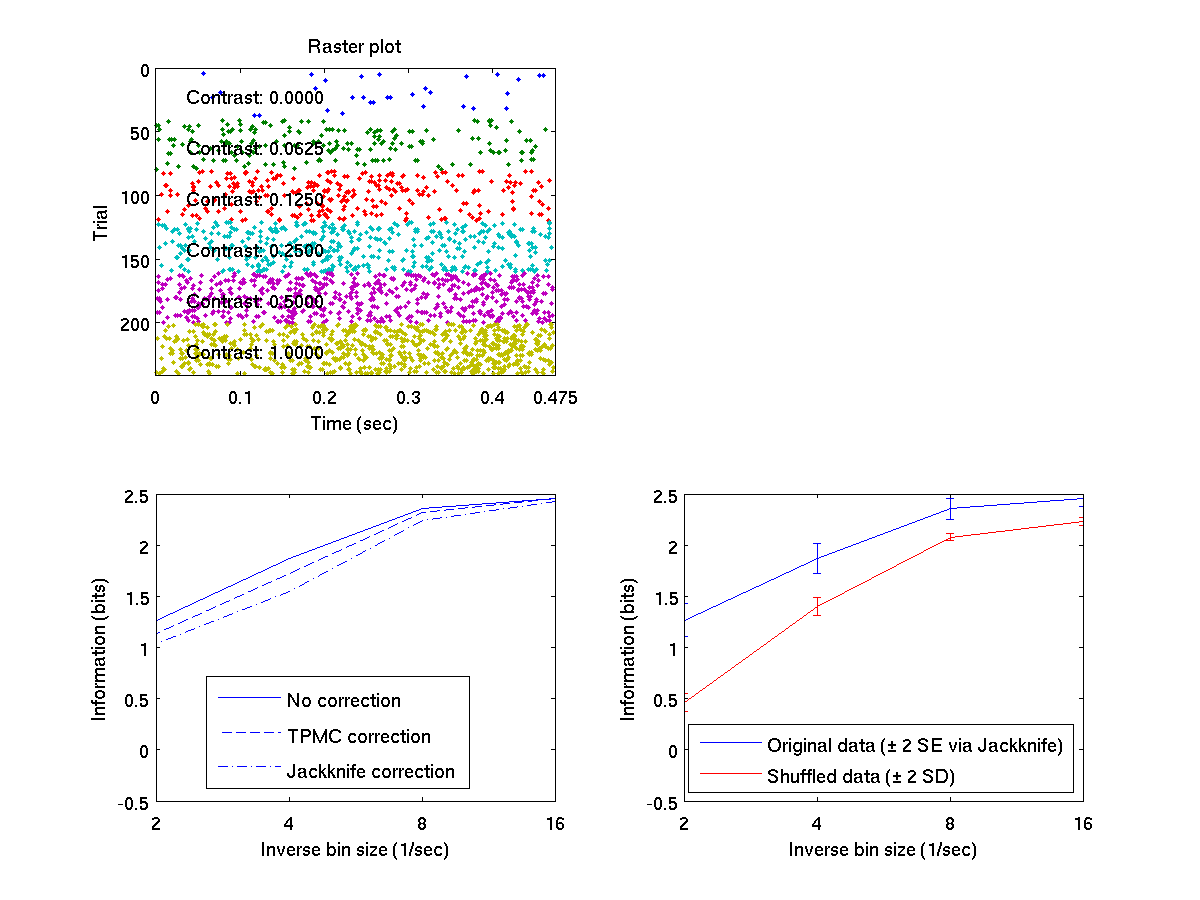 Raster plot
0
50
100
150
200
Trial
Contrast: 0.0000
Contrast: 0.0625
Contrast: 0.1250
Contrast: 0.2500
Contrast: 0.5000
Contrast: 1.0000
0 0.1 0.2 0.3 0.4 0.475
Time (sec)
2.5
2
1.5
1
0.5
0
-0.5
Information (bits)
No correction
TPMC correction
Jackknife correction
2 4 8 16
Inverse bin size (1/sec)
2.5
2
1.5
1
0.5
0
-0.5
Information (bits)
Original data (± 2 SE via Jackknife)
Shuffled data (± 2 SD)
2 4 8 16
Inverse bin size (1/sec)